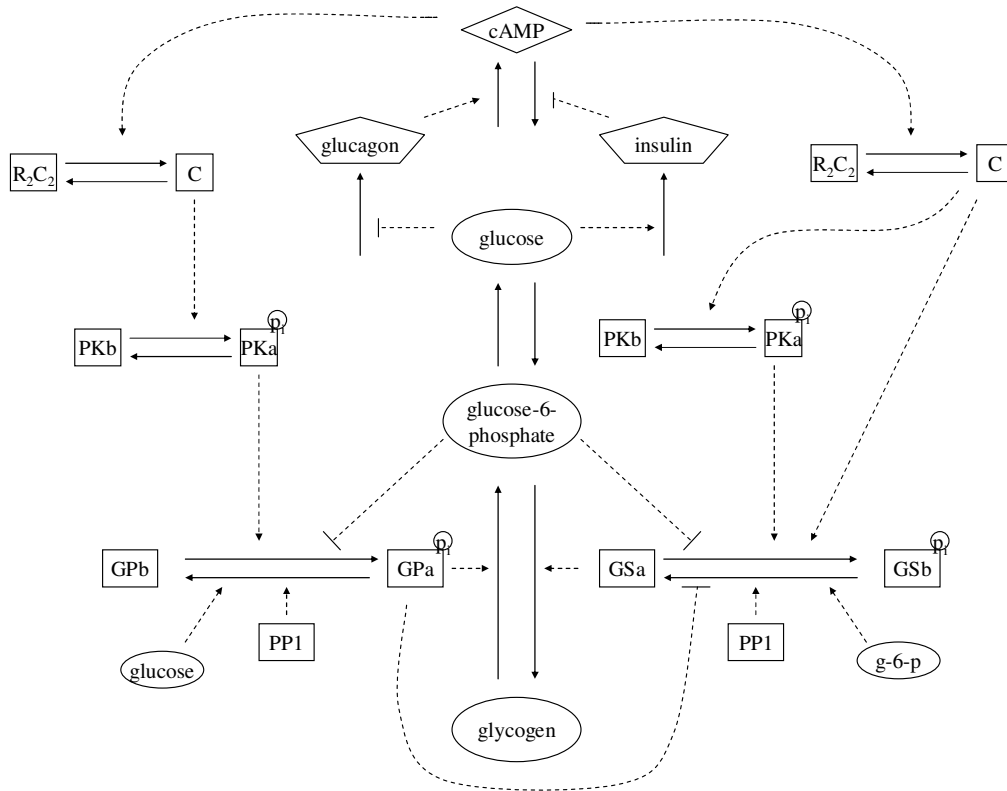 cAMP
glucagon
insulin
R₂C₂
C
R₂C₂
C
glucose
PKb
PKa
pᵢ
PKb
PKa
pᵢ
glucose-6-
phosphate
GPb
GPa
pᵢ
GSa
GSb
pᵢ
glucose
PP1
PP1
g-6-p
glycogen